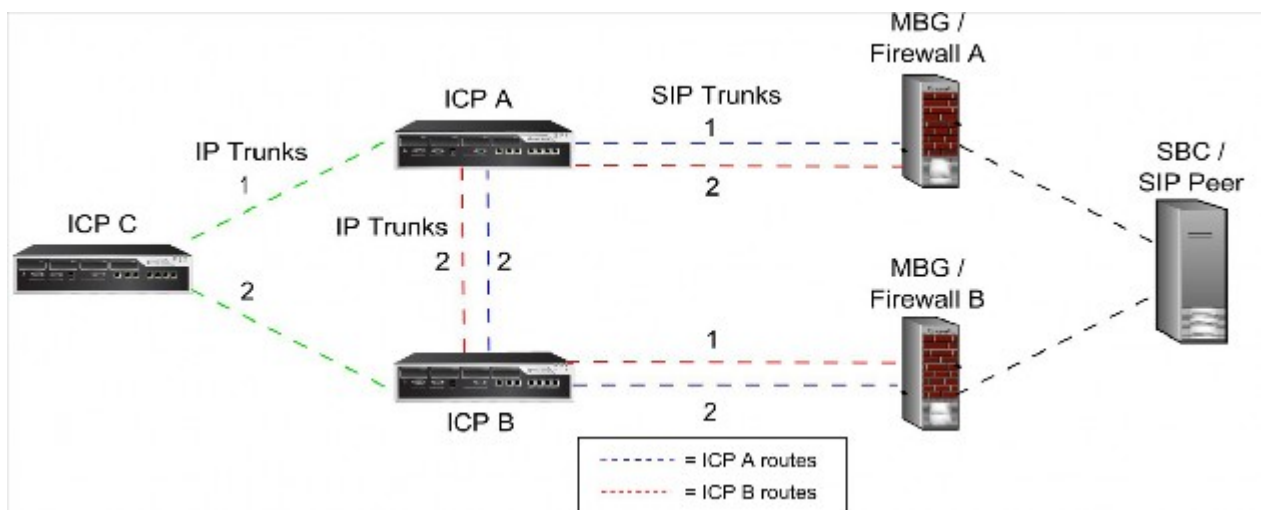 MBG /
Firewall A
ICP A
SIP Trunks
1
2
IP Trunks
1
SBC /
SIP Peer
ICP C
IP Trunks
2
2
2
MBG /
Firewall B
1
2
ICP B
= ICP A routes
= ICP B routes